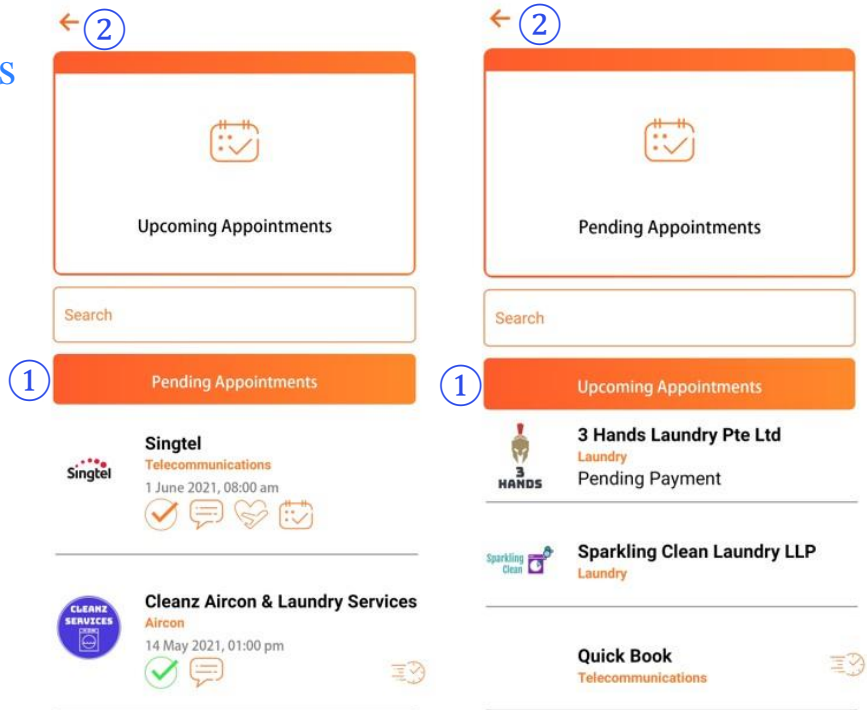 ②
s
Upcoming Appointments
Search
①
Pending Appointments
Singtel
Singtel
Telecommunications
1 June 2021, 08:00 am
CLEANZ
SERVICES
Cleanz Aircon & Laundry Services
Aircon
14 May 2021, 01:00 pm
②
Pending Appointments
Search
①
Upcoming Appointments
3
HANDS
3 Hands Laundry Pte Ltd
Laundry
Pending Payment
Sparkling
Clean
Sparkling Clean Laundry LLP
Laundry
Quick Book
Telecommunications